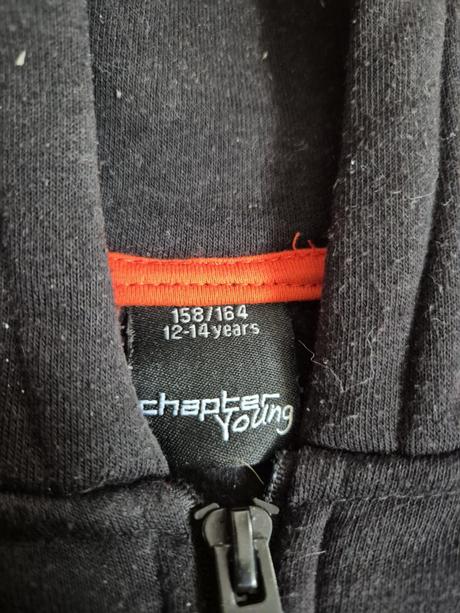 158/164
12-14 years
chapter
Young